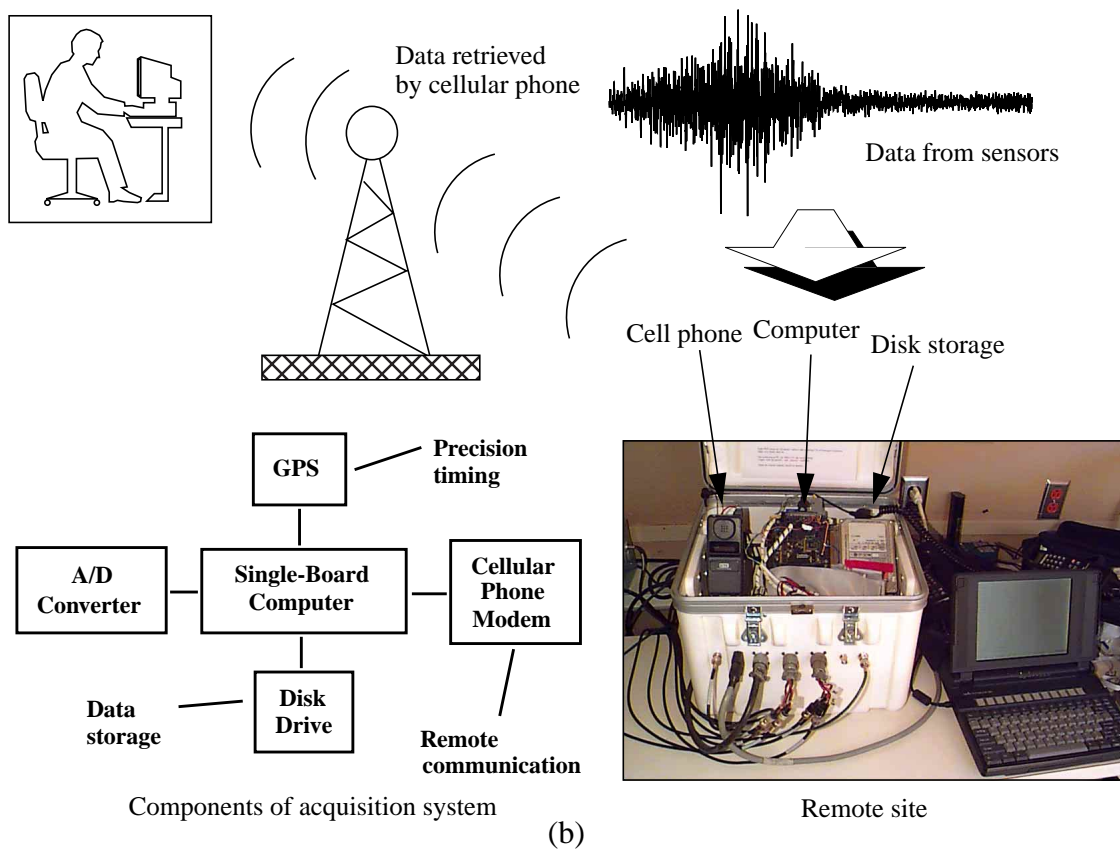 Data retrieved
by cellular phone
Data from sensors
Cell phone
Computer
Disk storage
GPS
Precision
timing
A/D
Converter
Single-Board
Computer
Cellular
Phone
Modem
Data
storage
Disk
Drive
Remote
communication
Components of acquisition system
Remote site
(b)